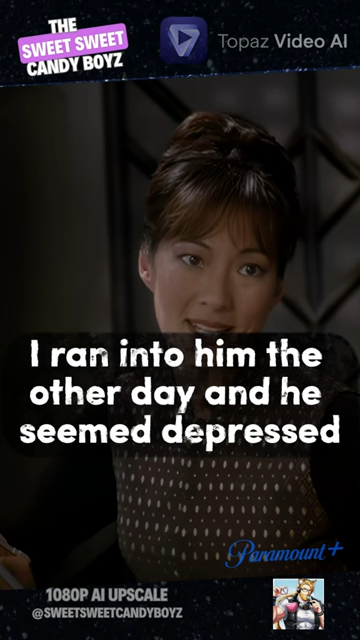 THE
SWEET SWEET
CANDY BOYZ
Topaz Video AI
I ran into him the
other day and he
seemed depressed
Paramount+
1080P AI UPSCALE
@SWEETSWEETCANDYBOYZ